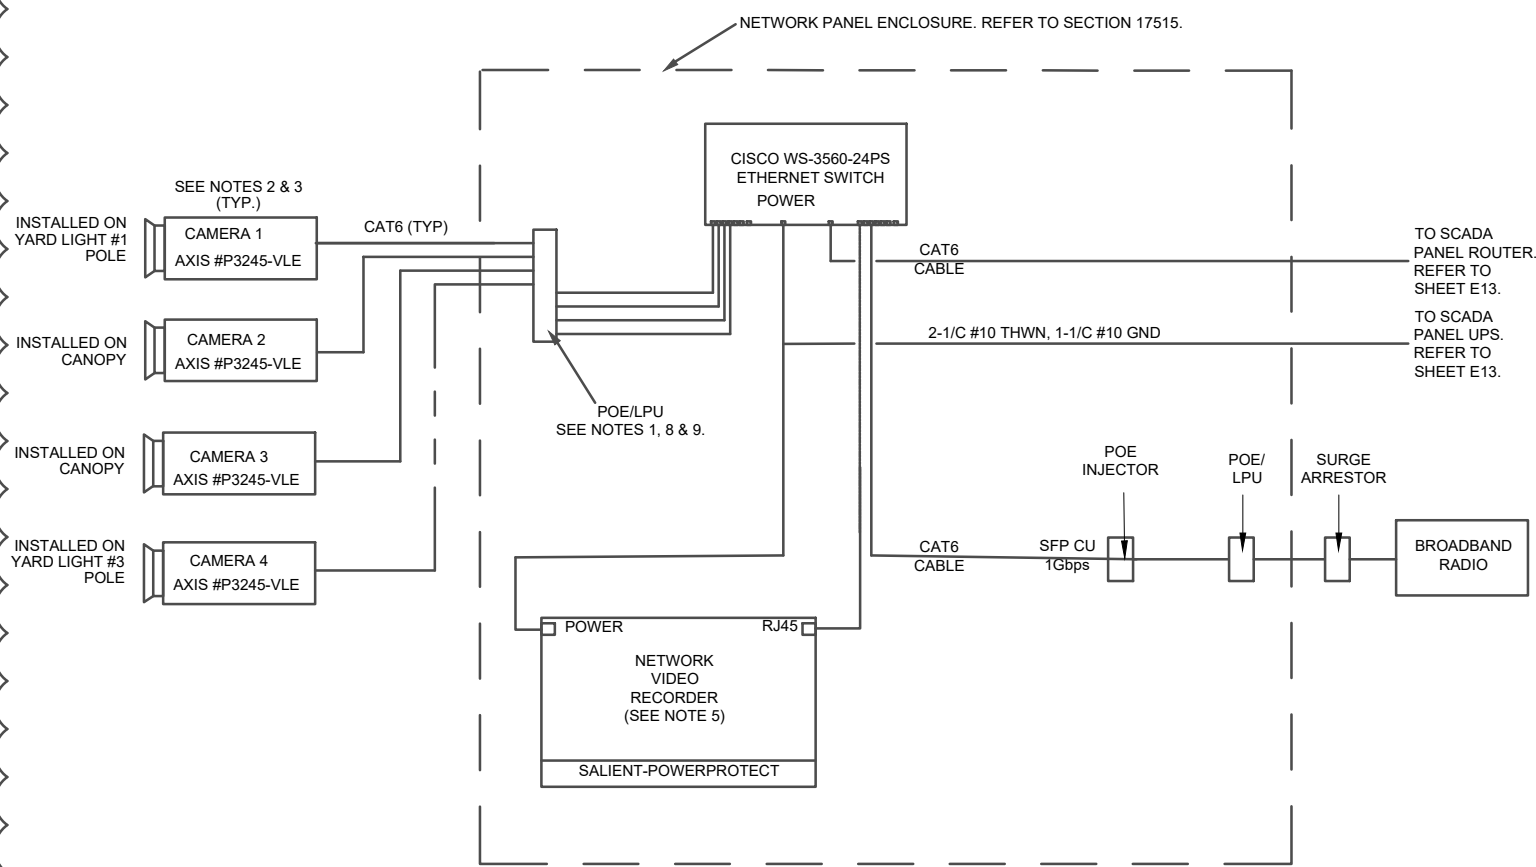 NETWORK PANEL ENCLOSURE. REFER TO SECTION 17515.
CISCO WS-3560-24PS
ETHERNET SWITCH
POWER
SEE NOTES 2 & 3
(TYP.)
INSTALLED ON
YARD LIGHT #1
POLE
CAMERA 1
AXIS #P3245-VLE
CAT6 (TYP)
CAT6
CABLE
TO SCADA
PANEL ROUTER.
REFER TO
SHEET E13.
INSTALLED ON
CANOPY
CAMERA 2
AXIS #P3245-VLE
2-1/C #10 THWN, 1-1/C #10 GND
TO SCADA
PANEL UPS.
REFER TO
SHEET E13.
POE/LPU
SEE NOTES 1, 8 & 9.
INSTALLED ON
CANOPY
CAMERA 3
AXIS #P3245-VLE
POE
INJECTOR
POE/
LPU
SURGE
ARRESTOR
INSTALLED ON
YARD LIGHT #3
POLE
CAMERA 4
AXIS #P3245-VLE
CAT6
CABLE
SFP CU
1Gbps
BROADBAND
RADIO
POWER
RJ45
NETWORK
VIDEO
RECORDER
(SEE NOTE 5)
SALIENT-POWERPROTECT